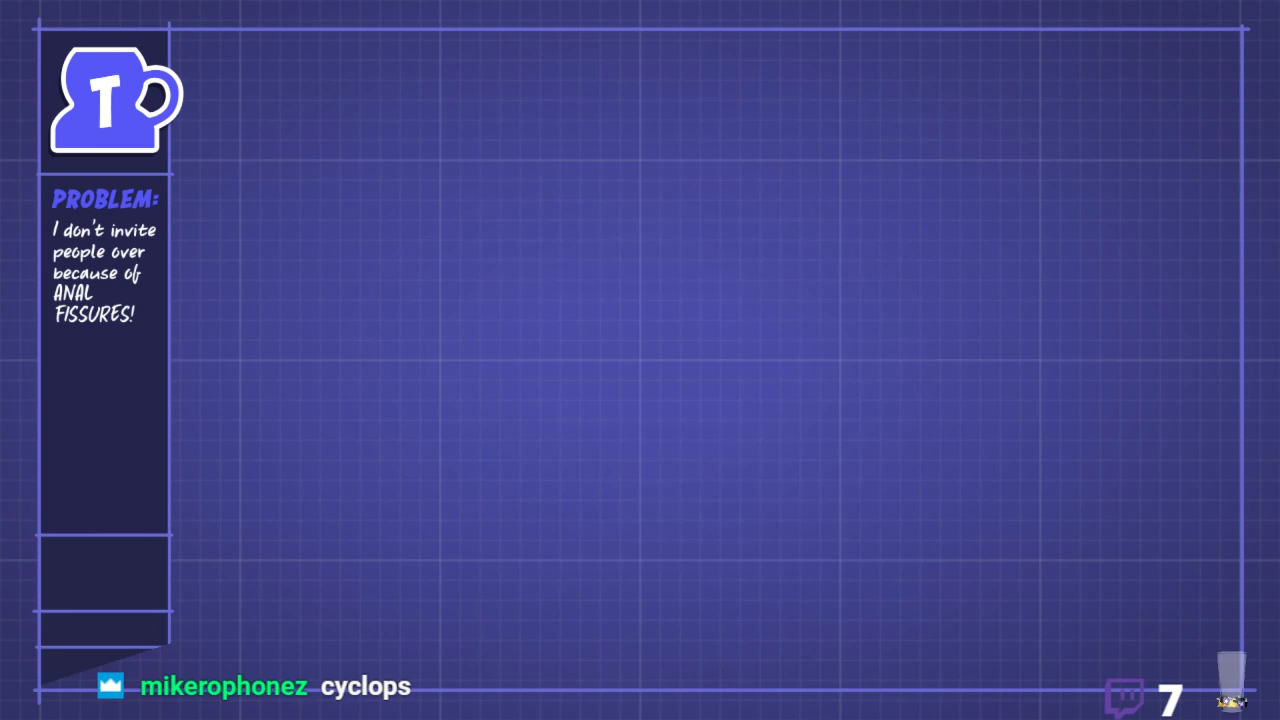 T
PROBLEM:
I don't invite
people over
because of
ANAL
FISSURES!
mikerophonez cyclops
7